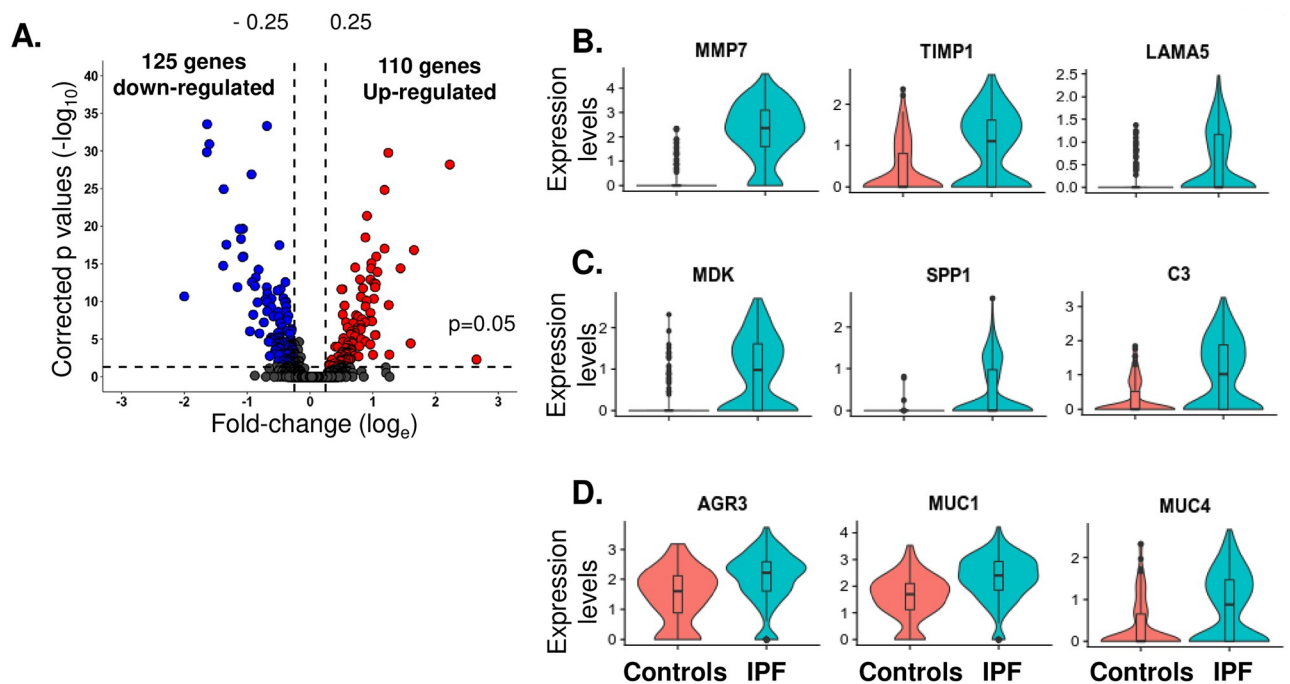 A.
- 0.25 0.25
125 genes
down-regulated
110 genes
Up-regulated
Corrected p values (-log10)
40
35
30
25
20
15
10
5
0
p=0.05
-3 -2 -1 0 1 2 3
Fold-change (loge)
B.
MMP7 TIMP1 LAMA5
Expression
levels
4
3
2
1
0
2
1
0
2.5
2.0
1.5
1.0
0.5
0.0
C.
MDK SPP1 C3
Expression
levels
2
1
0
2
1
0
3
2
1
0
D.
AGR3 MUC1 MUC4
Expression
levels
3
2
1
0
4
3
2
1
0
2
1
0
Controls IPF Controls IPF Controls IPF